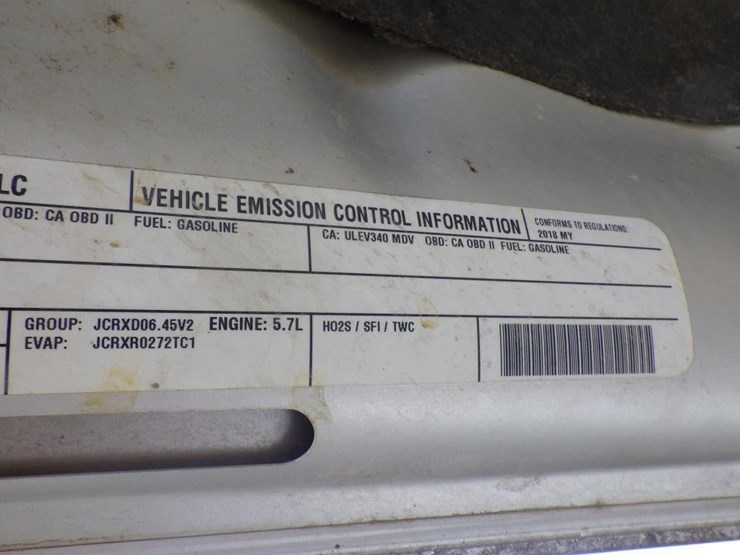 LC
VEHICLE EMISSION CONTROL INFORMATION
CONFORMS TO REGULATIONS:
2018 MY
OBD: CA OBD II FUEL: GASOLINE
CA: ULEV340 MDV OBD: CA OBD II FUEL: GASOLINE
GROUP: JCRXD06.45V2 ENGINE: 5.7L
EVAP: JCRXR0272TC1
HO2S / SFI / TWC